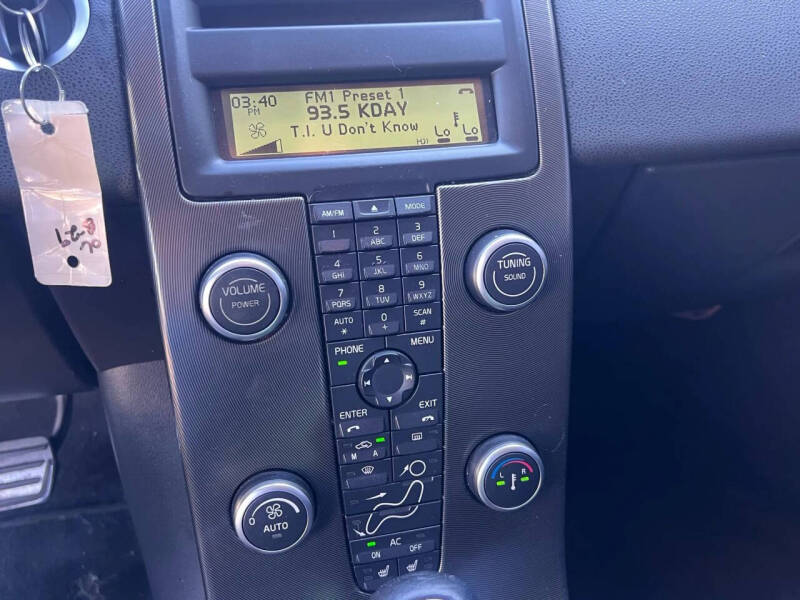 03:40 PM
FM1 Preset 1
93.5 KDAY
T.I. U Don't Know
HD1
Lo Lo
AM/FM MODE
1 2 ABC 3 DEF
4 GHI 5 JKL 6 MNO
7 PQRS 8 TUV 9 WXYZ
AUTO * 0 + SCAN #
VOLUME
POWER
TUNING
SOUND
PHONE MENU
ENTER EXIT
M A
0 AUTO
L R
AC
ON OFF